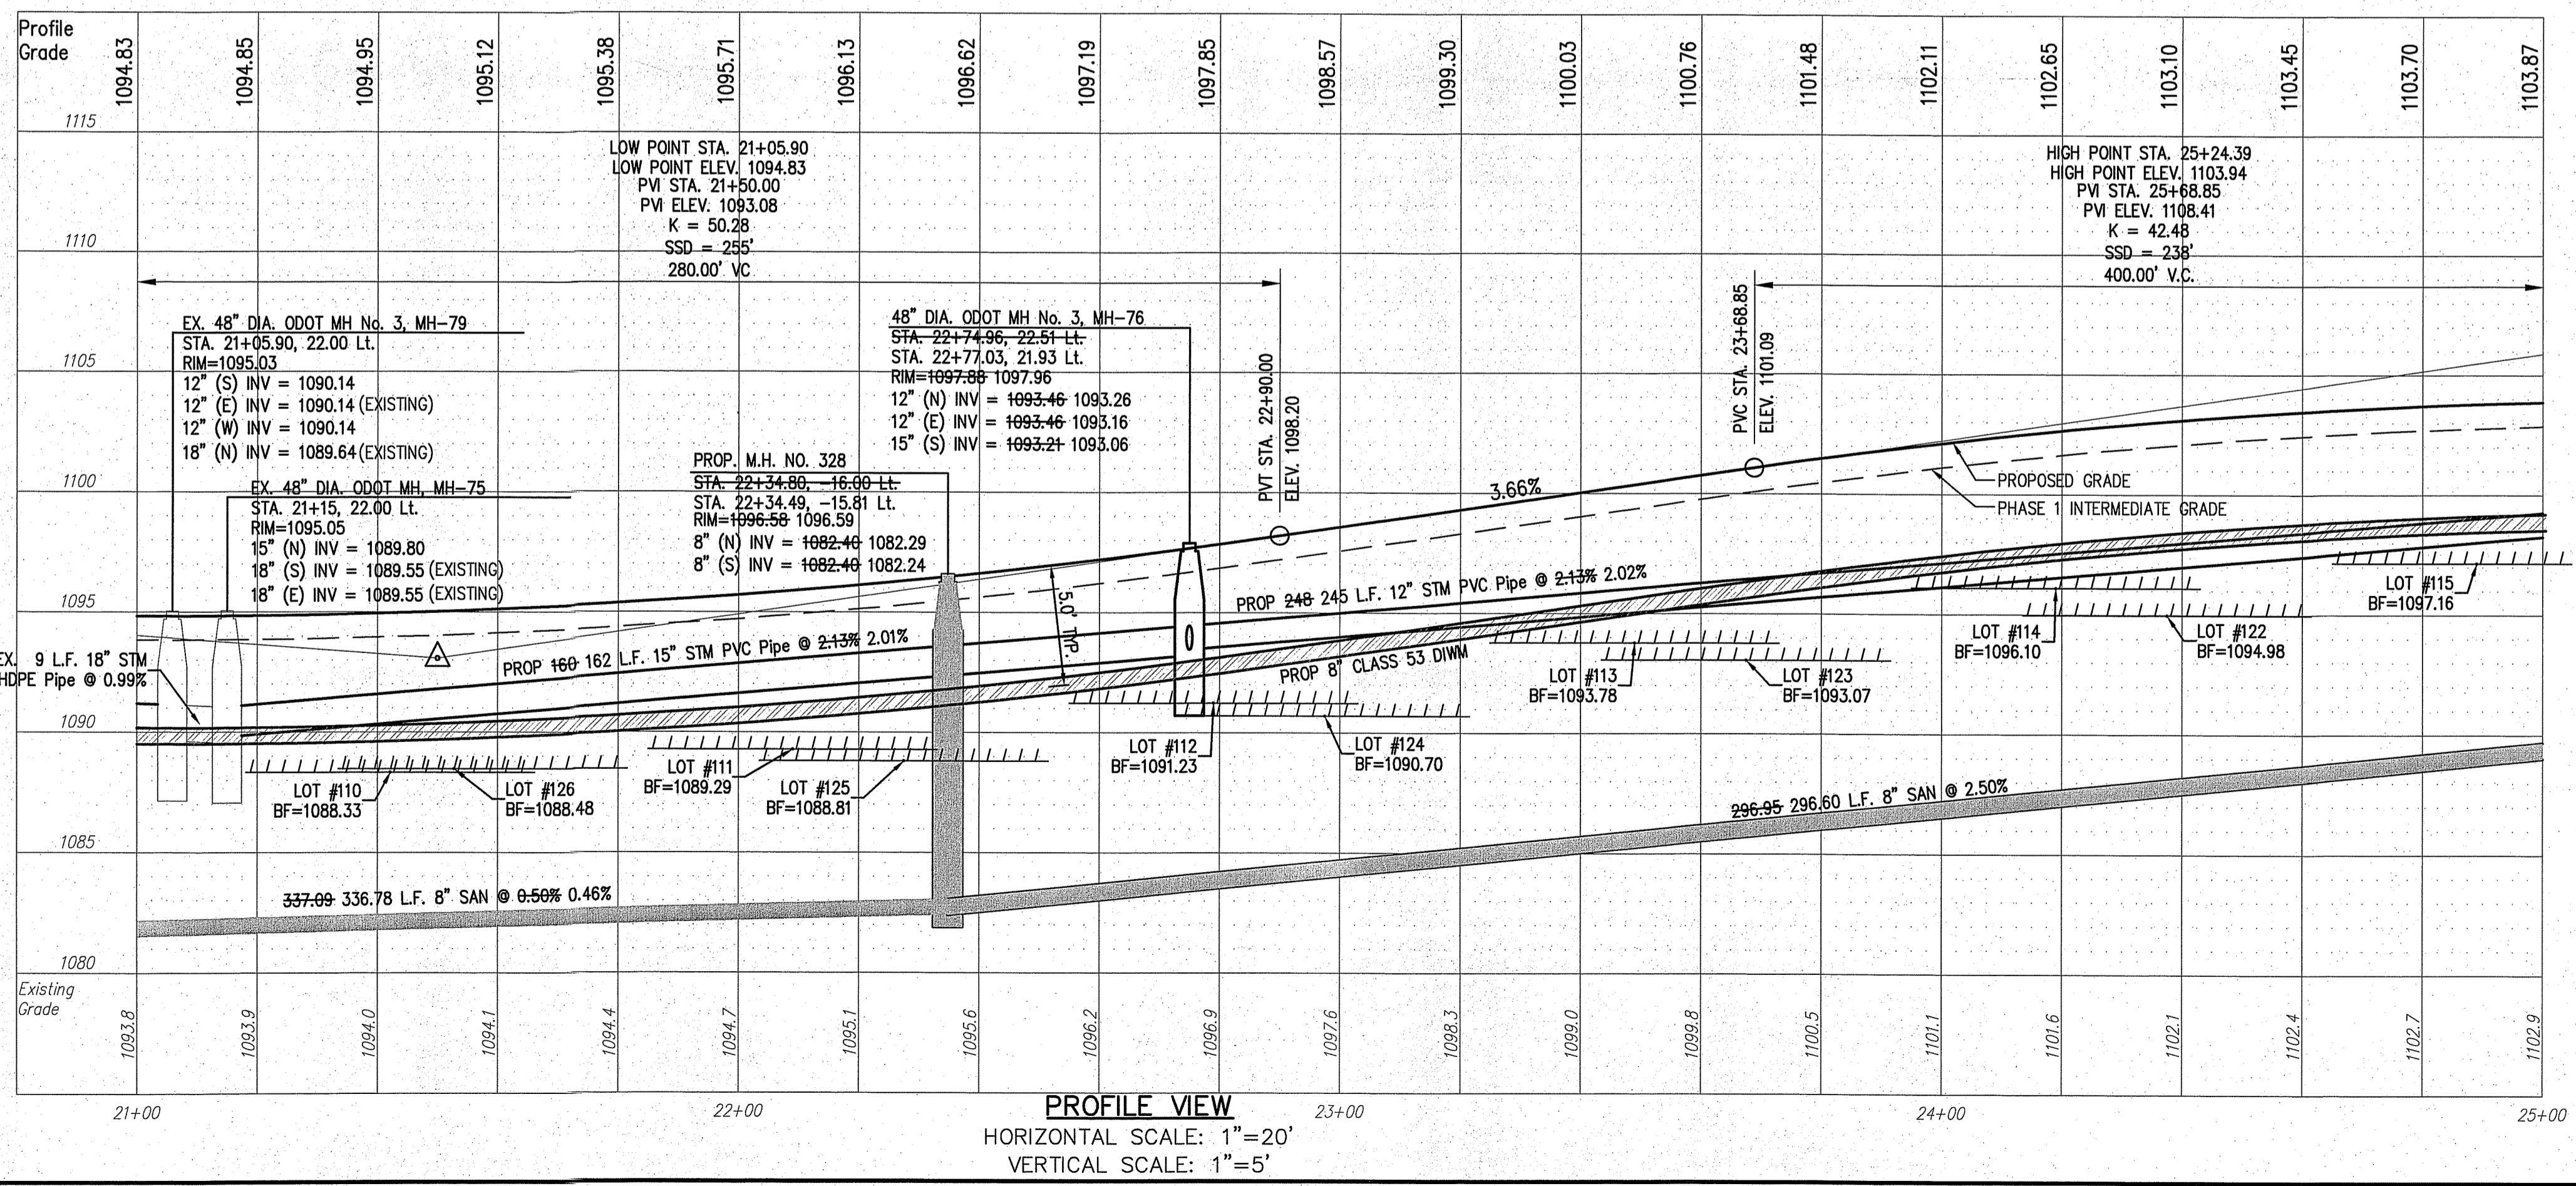 Profile
Grade
1094.83
1094.85
1094.95
1095.12
1095.38
1095.71
1096.13
1096.62
1097.19
1097.85
1098.57
1099.30
1100.03
1100.76
1101.48
1102.11
1102.65
1103.10
1103.45
1103.70
1103.87
1115
1110
1105
1100
1095
1090
1085
1080
LOW POINT STA. 21+05.90
LOW POINT ELEV. 1094.83
PVI STA. 21+50.00
PVI ELEV. 1093.08
K = 50.28
SSD = 255'
280.00' VC
HIGH POINT STA. 25+24.39
HIGH POINT ELEV. 1103.94
PVI STA. 25+68.85
PVI ELEV. 1108.41
K = 42.48
SSD = 238'
400.00' V.C.
EX. 48" DIA. ODOT MH No. 3, MH-79
STA. 21+05.90, 22.00 Lt.
RIM=1095.03
12" (S) INV = 1090.14
12" (E) INV = 1090.14 (EXISTING)
12" (W) INV = 1090.14
18" (N) INV = 1089.64 (EXISTING)
EX. 48" DIA. ODOT MH, MH-75
STA. 21+15, 22.00 Lt.
RIM=1095.05
15" (N) INV = 1089.80
18" (S) INV = 1089.55 (EXISTING)
18" (E) INV = 1089.55 (EXISTING)
PROP. M.H. NO. 328
STA. 22+34.80, -16.00 Lt.
STA. 22+34.49, -15.81 Lt.
RIM=1096.58 1096.59
8" (N) INV = 1082.40 1082.29
8" (S) INV = 1082.40 1082.24
48" DIA. ODOT MH No. 3, MH-76
STA. 22+74.96, 22.51 Lt.
STA. 22+77.03, 21.93 Lt.
RIM=1097.88 1097.96
12" (N) INV = 1093.46 1093.26
12" (E) INV = 1093.46 1093.16
15" (S) INV = 1093.21 1093.06
PVT STA. 22+90.00
ELEV. 1098.20
PVC STA. 23+68.85
ELEV. 1101.09
3.66%
PROPOSED GRADE
PHASE 1 INTERMEDIATE GRADE
5.0' TYP.
EX. 9 L.F. 18" STM
HDPE Pipe @ 0.99%
PROP 160 162 L.F. 15" STM PVC Pipe @ 2.13% 2.01%
PROP 248 245 L.F. 12" STM PVC Pipe @ 2.13% 2.02%
PROP 8" CLASS 53 DIWM
LOT #110
BF=1088.33
LOT #126
BF=1088.48
LOT #111
BF=1089.29
LOT #125
BF=1088.81
LOT #112
BF=1091.23
LOT #124
BF=1090.70
LOT #113
BF=1093.78
LOT #123
BF=1093.07
LOT #114
BF=1096.10
LOT #122
BF=1094.98
LOT #115
BF=1097.16
337.09 336.78 L.F. 8" SAN @ 0.50% 0.46%
296.95 296.60 L.F. 8" SAN @ 2.50%
Existing
Grade
1093.8
1093.9
1094.0
1094.1
1094.4
1094.7
1095.1
1095.6
1096.2
1096.9
1097.6
1098.3
1099.0
1099.8
1100.5
1101.1
1101.6
1102.1
1102.4
1102.7
1102.9
21+00
22+00
23+00
24+00
25+00
PROFILE VIEW
HORIZONTAL SCALE: 1"=20'
VERTICAL SCALE: 1"=5'